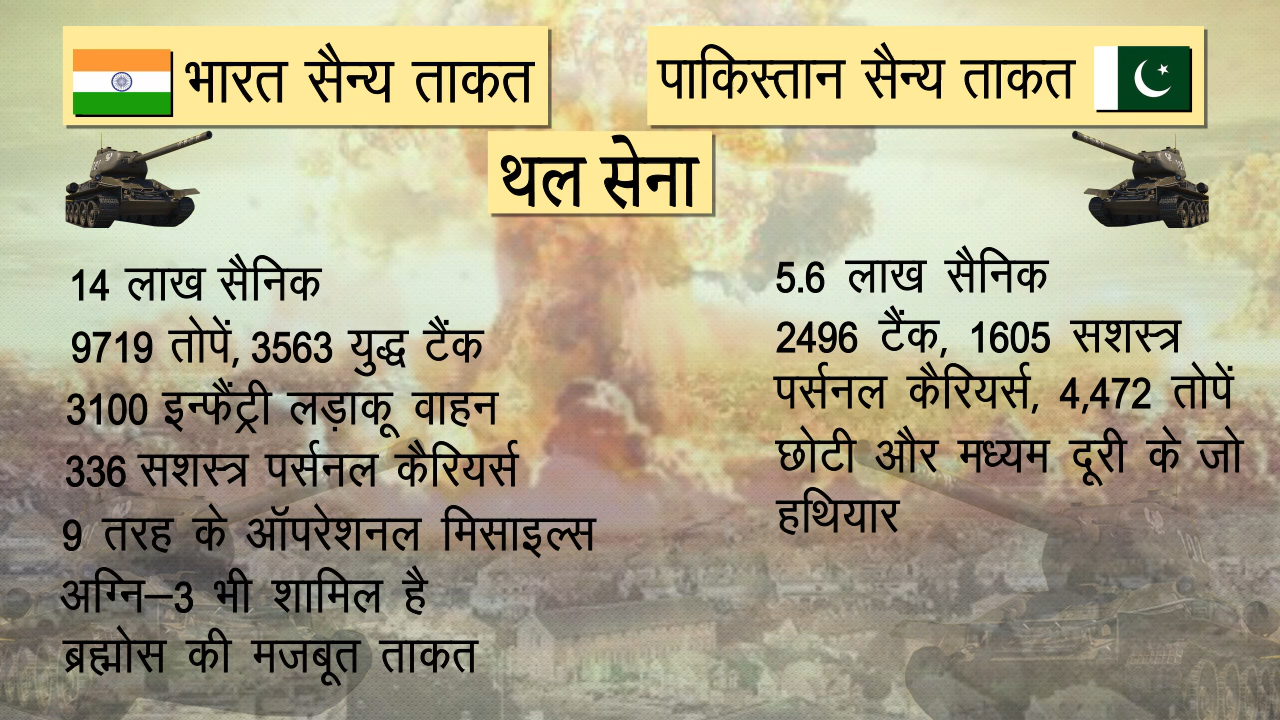 भारत सैन्य ताकत
पाकिस्तान सैन्य ताकत
थल सेना
14 लाख सैनिक
9719 तोपें, 3563 युद्ध टैंक
3100 इन्फैंट्री लड़ाकू वाहन
336 सशस्त्र पर्सनल कैरियर्स
9 तरह के ऑपरेशनल मिसाइल्स
अग्नि–3 भी शामिल है
ब्रह्मोस की मजबूत ताकत
5.6 लाख सैनिक
2496 टैंक, 1605 सशस्त्र
पर्सनल कैरियर्स, 4,472 तोपें
छोटी और मध्यम दूरी के जो
हथियार